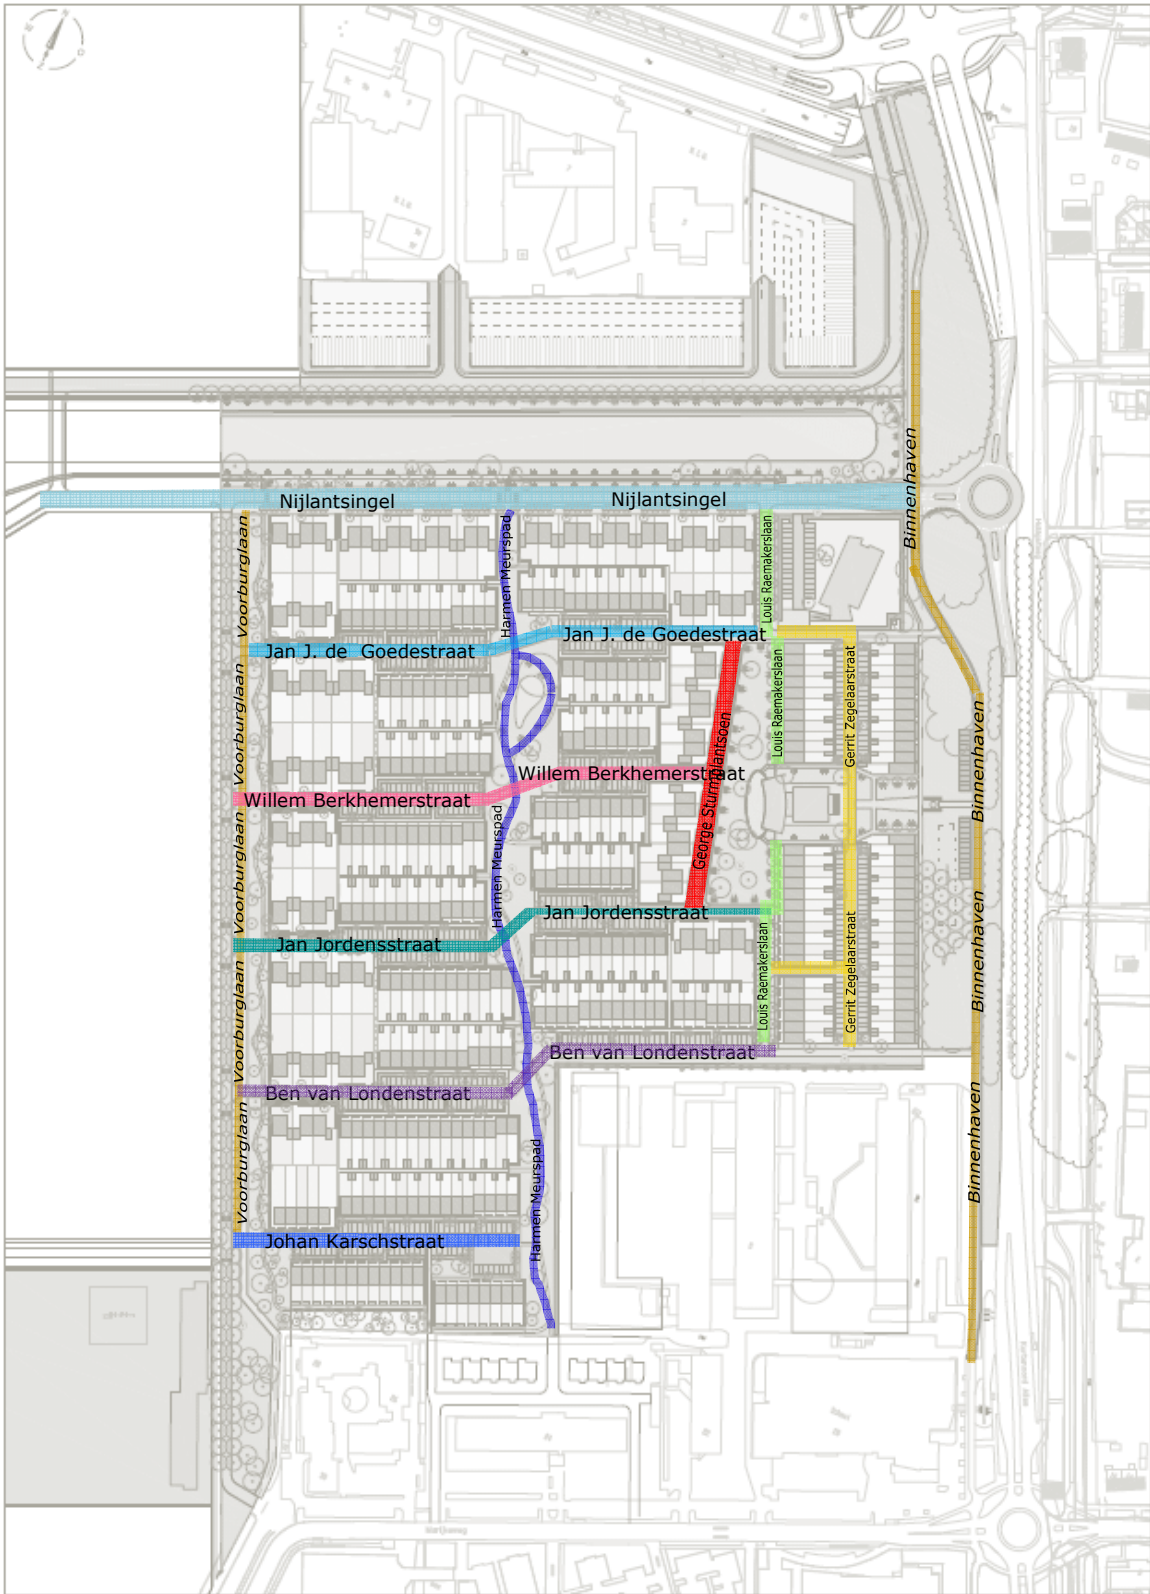 Nijlantsingel
Nijlantsingel
Binnenhaven
Voorburglaan
Harmen Meurspad
Louis Raemakerslaan
Jan J. de Goedestraat
Jan J. de Goedestraat
Voorburglaan
Louis Raemakerslaan
Gerrit Zegelaarstraat
George Sturmplantsoen
Binnenhaven
Willem Berkhemerstraat
Willem Berkhemerstraat
Voorburglaan
Harmen Meurspad
Jan Jordensstraat
Jan Jordensstraat
Louis Raemakerslaan
Gerrit Zegelaarstraat
Binnenhaven
Voorburglaan
Ben van Londenstraat
Ben van Londenstraat
Voorburglaan
Harmen Meurspad
Binnenhaven
Johan Karschstraat